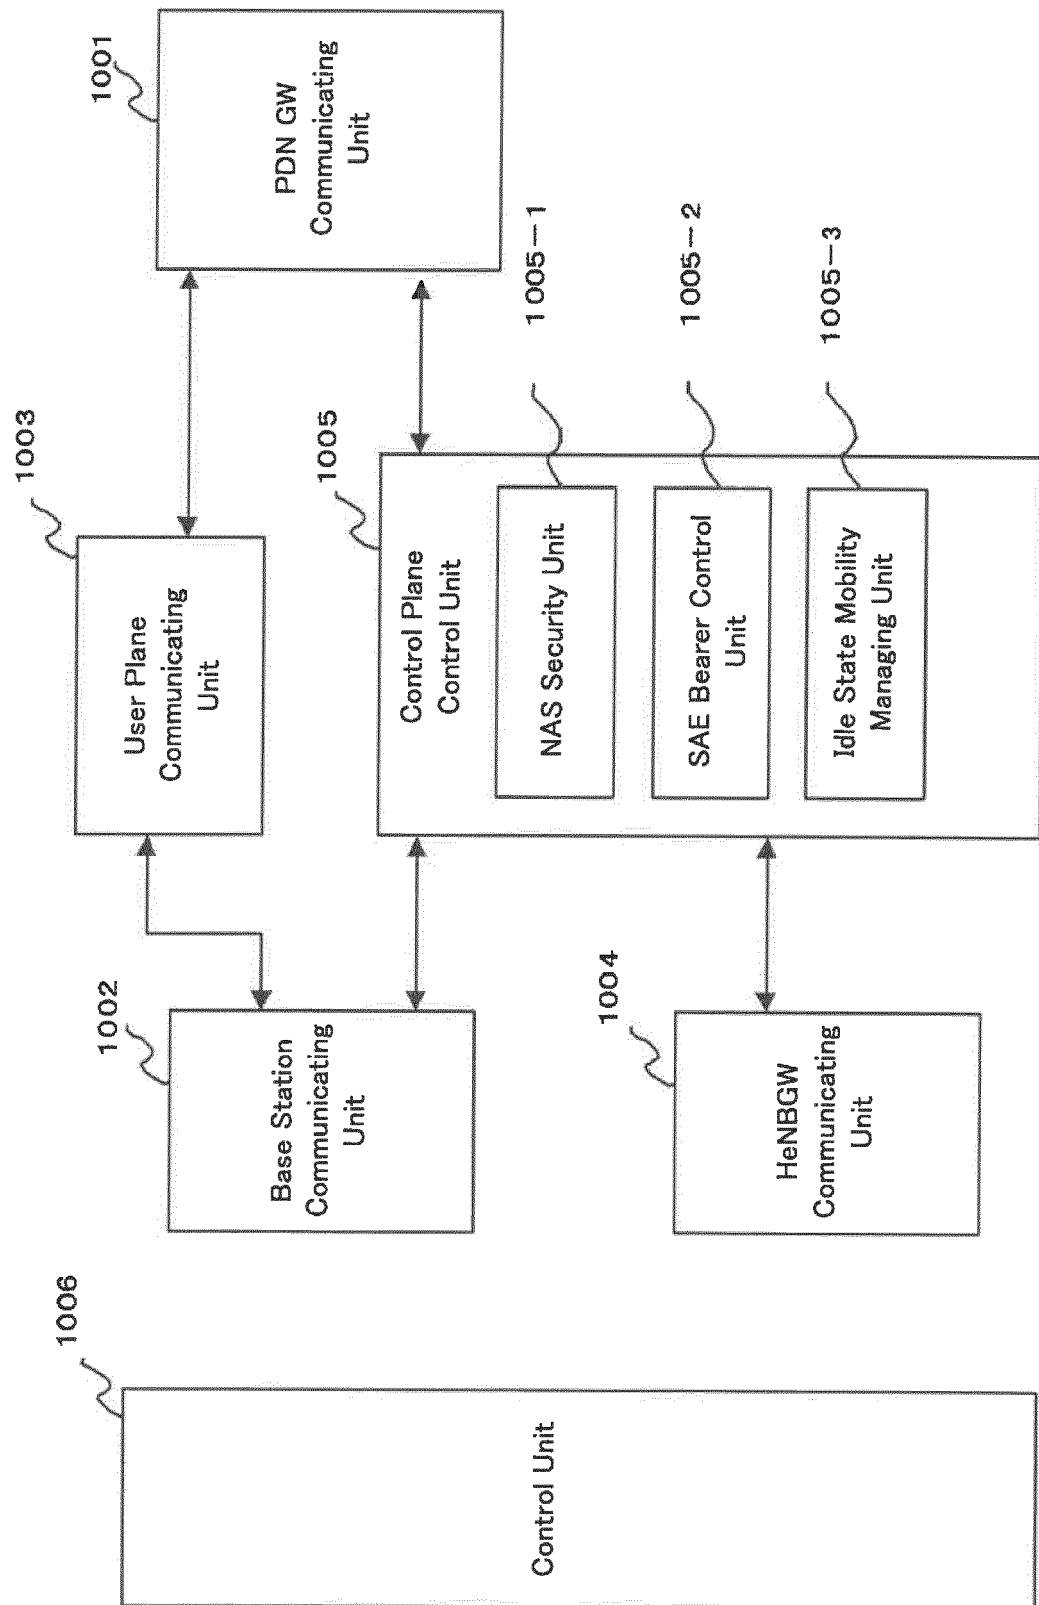 1006
Control Unit
1002
Base Station
Communicating
Unit
1004
HeNBGW
Communicating
Unit
1003
User Plane
Communicating
Unit
1005
Control Plane
Control Unit
NAS Security Unit
SAE Bearer Control
Unit
Idle State Mobility
Managing Unit
1001
PDN GW
Communicating
Unit
1005-1
1005-2
1005-3